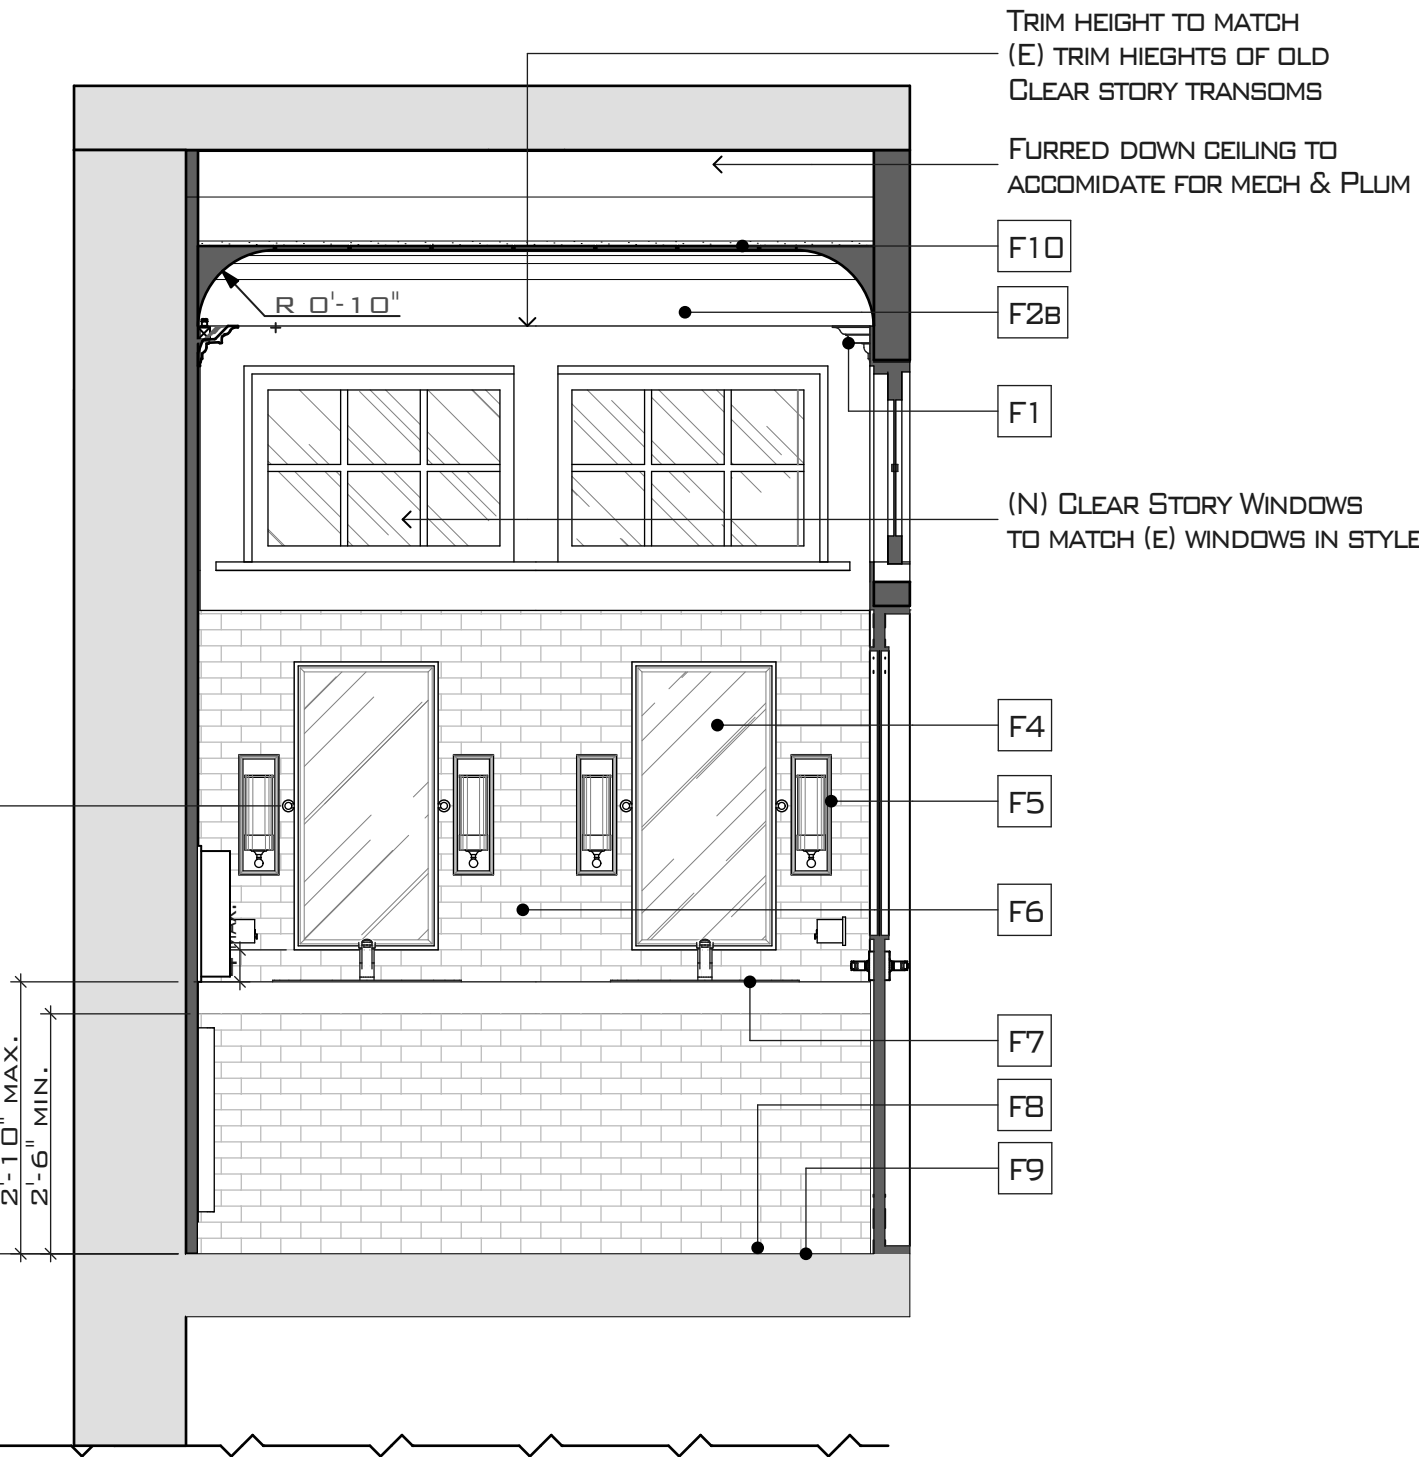 TRIM HEIGHT TO MATCH
(E) TRIM HIEGHTS OF OLD
CLEAR STORY TRANSOMS
FURRED DOWN CEILING TO
ACCOMIDATE FOR MECH & PLUM
F10
R 0'-10"
F2B
F1
(N) CLEAR STORY WINDOWS
TO MATCH (E) WINDOWS IN STYLE
F4
F5
F6
F7
F8
F9
2'-10" MAX.
2'-6" MIN.